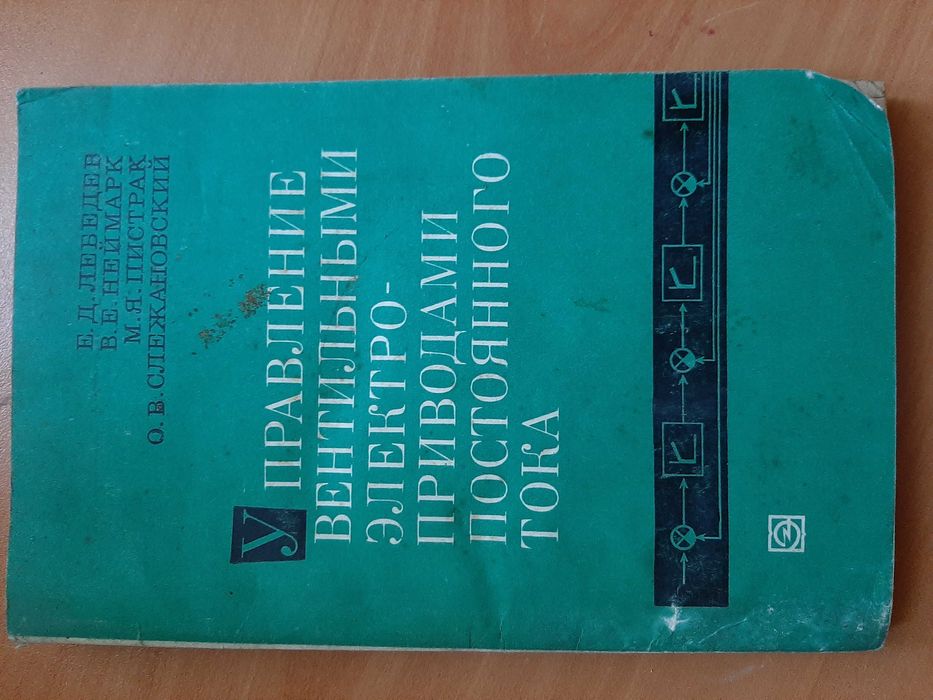 Е. Д. ЛЕБЕДЕВ
В. Е. НЕЙМАРК
М. Я. ПИСТРАК
О. В. СЛЕЖАНОВСКИЙ
УПРАВЛЕНИЕ
ВЕНТИЛЬНЫМИ
ЭЛЕКТРО-
ПРИВОДАМИ
ПОСТОЯННОГО
ТОКА